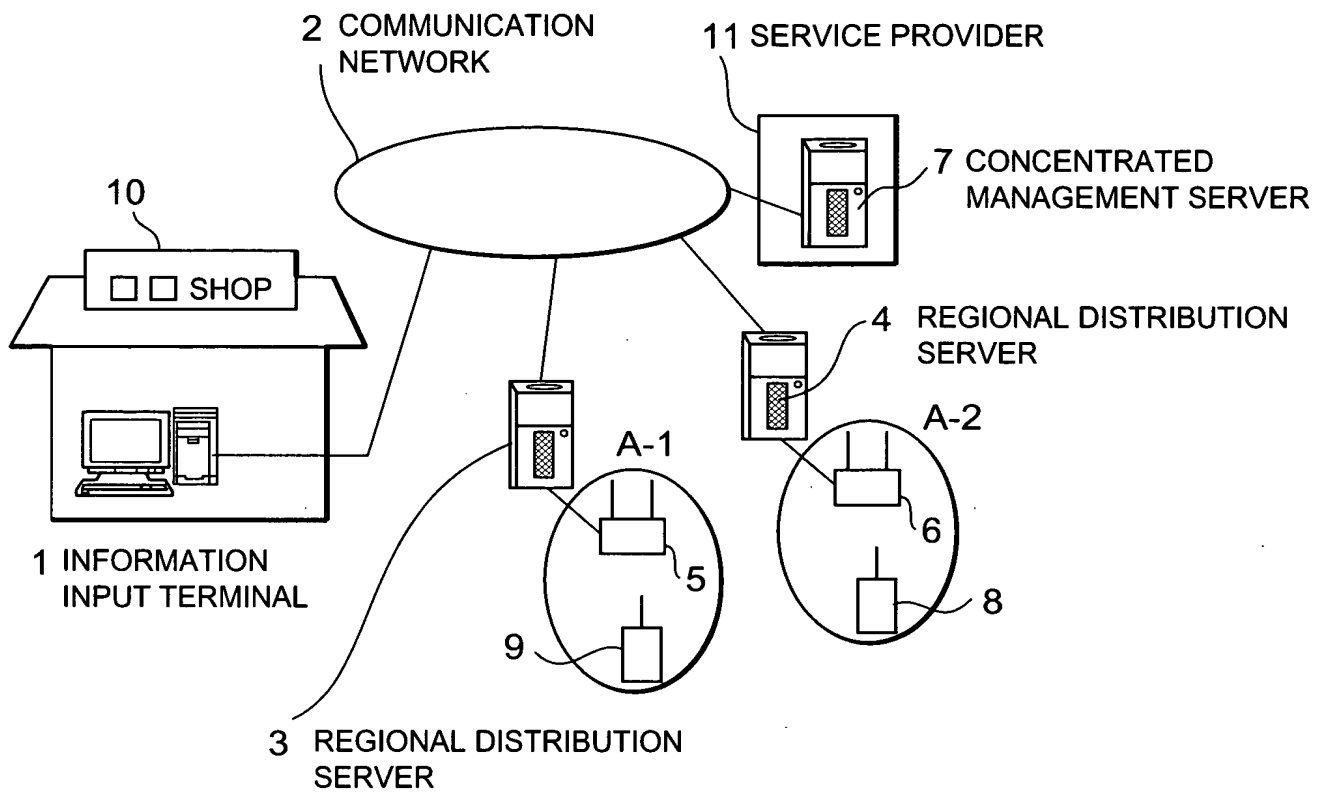 2 COMMUNICATION
NETWORK
11 SERVICE PROVIDER
7 CONCENTRATED
MANAGEMENT SERVER
10
SHOP
4 REGIONAL DISTRIBUTION
SERVER
A-1
A-2
1 INFORMATION
INPUT TERMINAL
5
6
9
8
3 REGIONAL DISTRIBUTION
SERVER